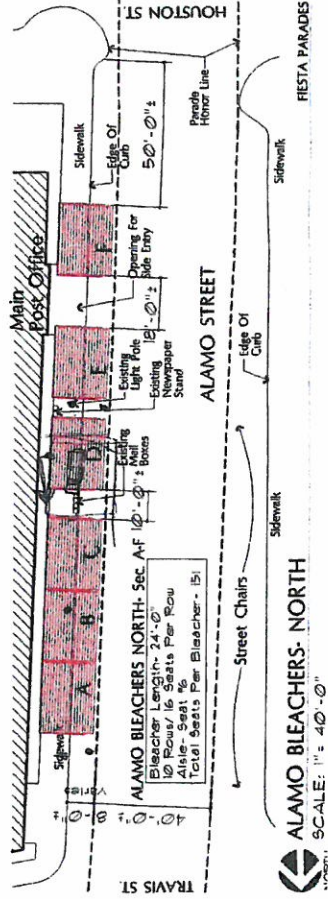 HOUSTON ST.
Sidewalk
Edge Of
Curb
50'-0"±
Parade
Honor Line
Sidewalk
FIESTA PARADES
Main
Post Office
F
Opening For
Side Entry
18'-0"±
E
Existing
Light Pole
Existing
Newspaper
Stand
ALAMO STREET
Edge Of
Curb
D
Existing
Mail
Boxes
10'-0"±
C
B
A
Sidewalk
ALAMO BLEACHERS NORTH- Sec. A-F
Bleacher Length- 24'-0"
10 Rows/ 16 Seats Per Row
Aisle- Seat #6
Total Seats Per Bleacher- 151
Street Chairs
Sidewalk
varies
8'-0"±
40'-0"±
TRAVIS ST.
ALAMO BLEACHERS- NORTH
SCALE: 1"= 40'-0"
NORTH